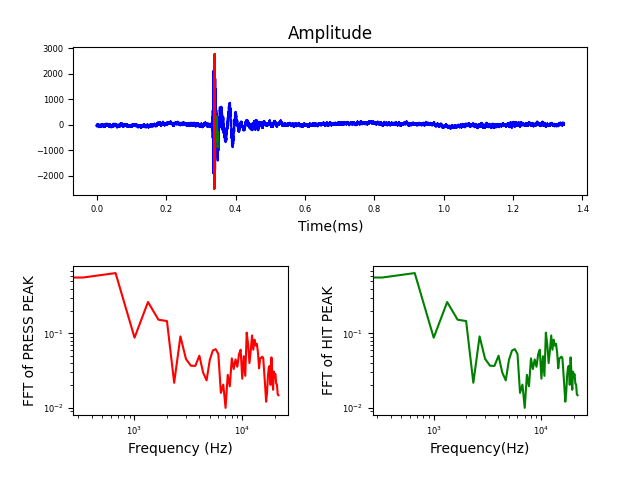 Amplitude
3000
2000
1000
0
−1000
−2000
0.0 0.2 0.4 0.6 0.8 1.0 1.2 1.4
Time(ms)
FFT of PRESS PEAK
10⁻¹
10⁻²
10³ 10⁴
Frequency (Hz)
FFT of HIT PEAK
10⁻¹
10⁻²
10³ 10⁴
Frequency(Hz)